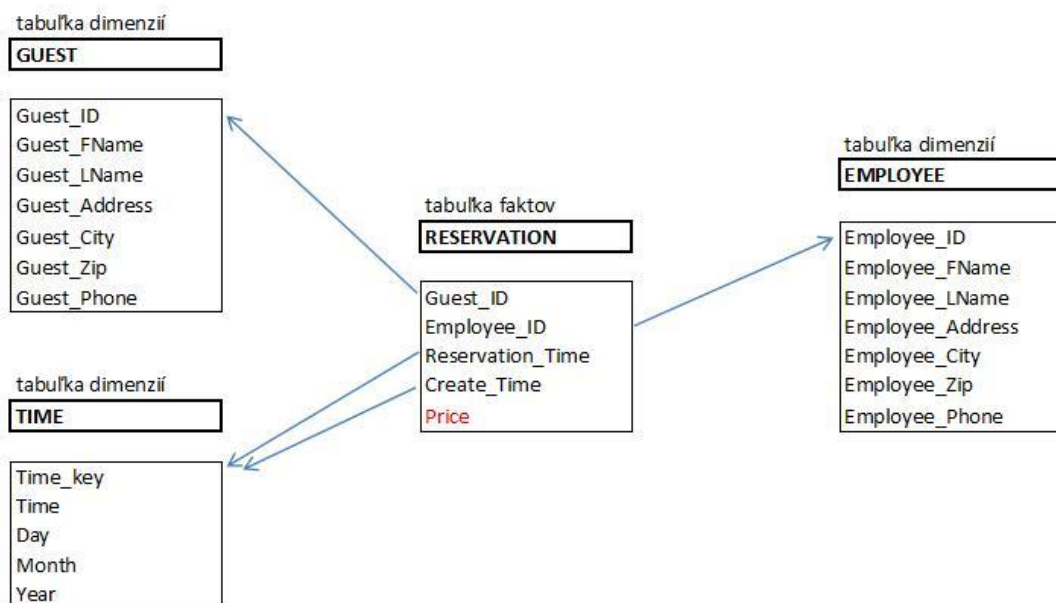 tabuľka dimenzií
GUEST
Guest_ID
Guest_FName
Guest_LName
Guest_Address
Guest_City
Guest_Zip
Guest_Phone
tabuľka dimenzií
TIME
Time_key
Time
Day
Month
Year
tabuľka faktov
RESERVATION
Guest_ID
Employee_ID
Reservation_Time
Create_Time
Price
tabuľka dimenzií
EMPLOYEE
Employee_ID
Employee_FName
Employee_LName
Employee_Address
Employee_City
Employee_Zip
Employee_Phone